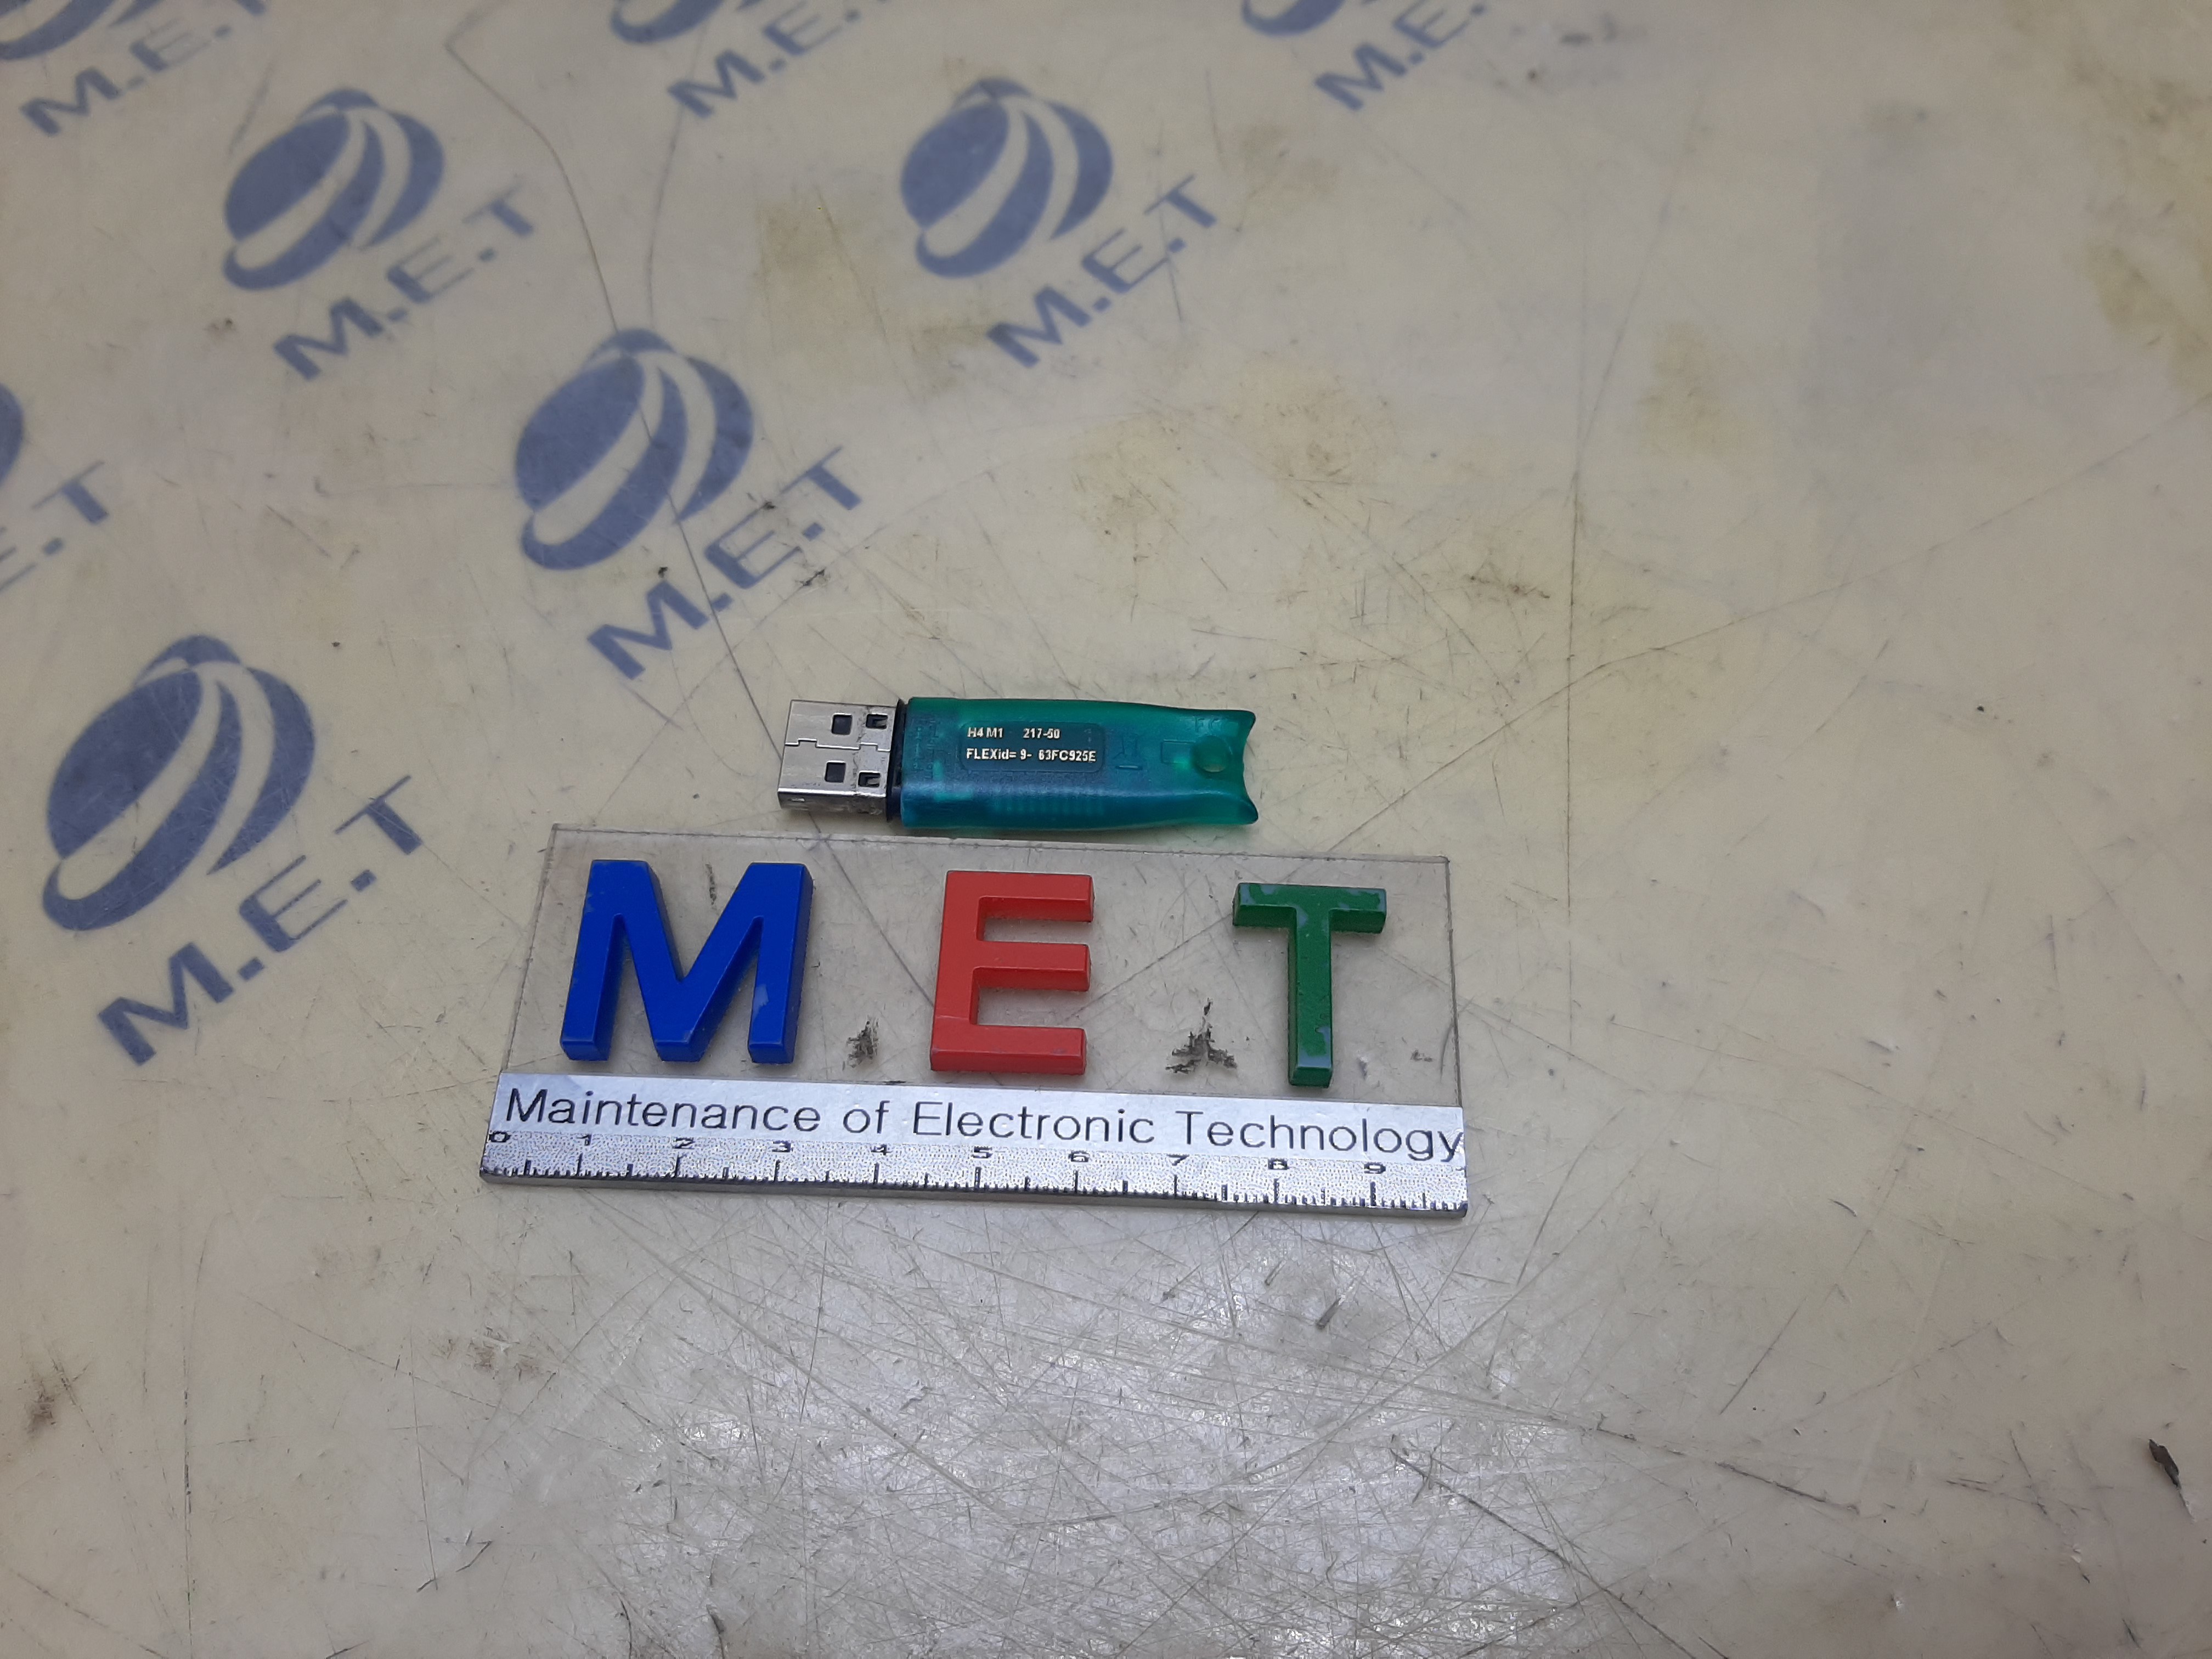 M.E.T
M.E.T
M.E.T
M.E.T
M.E.T
M.E.T
M.E.T
H4 M1 217-50
FLEXid= 9- 63FC925E
M E T
Maintenance of Electronic Technology
0 1 2 3 4 5 6 7 8 9